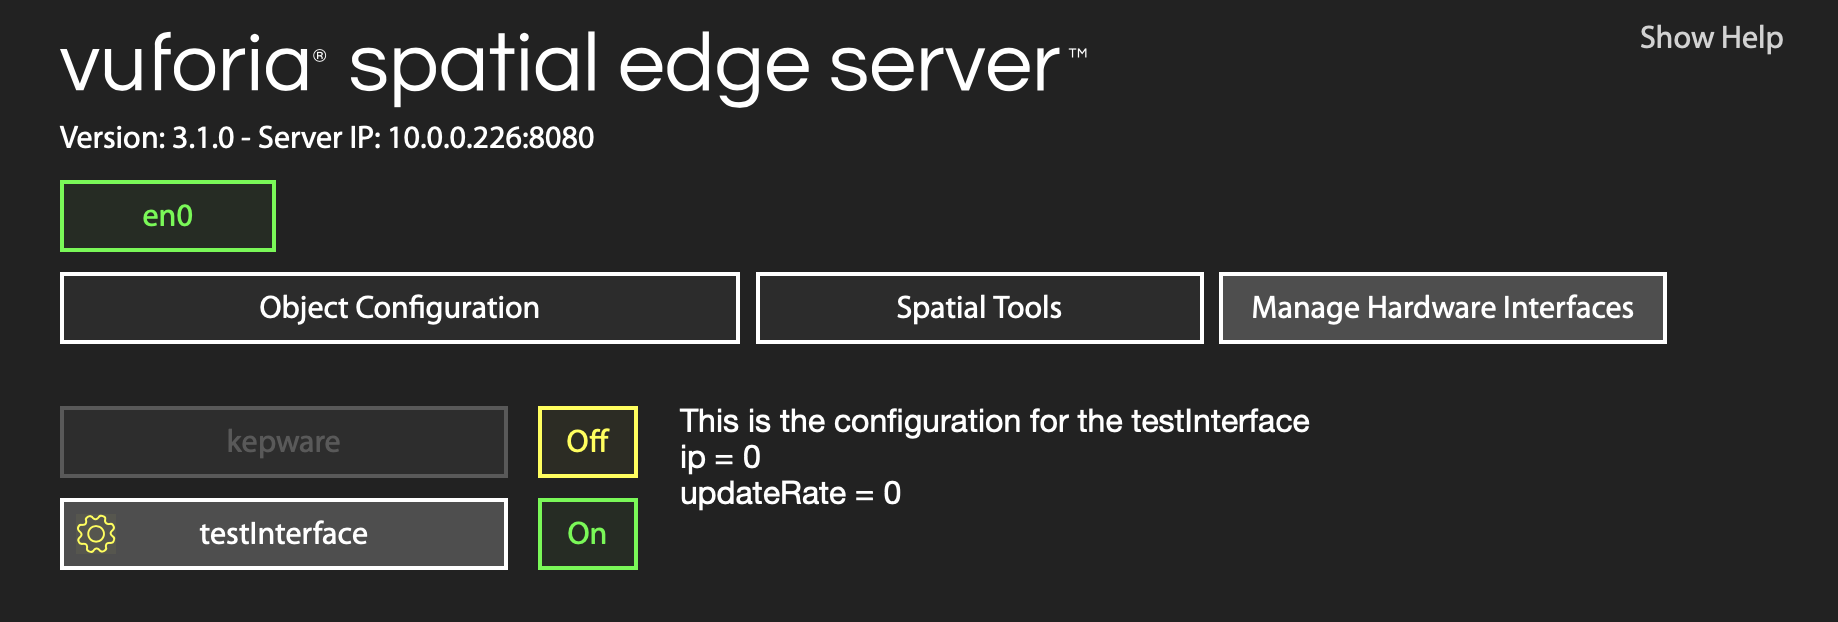 Show Help
vuforia® spatial edge server™
Version: 3.1.0 - Server IP: 10.0.0.226:8080
en0
Object Configuration
Spatial Tools
Manage Hardware Interfaces
kepware
Off
testInterface
On
This is the configuration for the testInterface
ip = 0
updateRate = 0